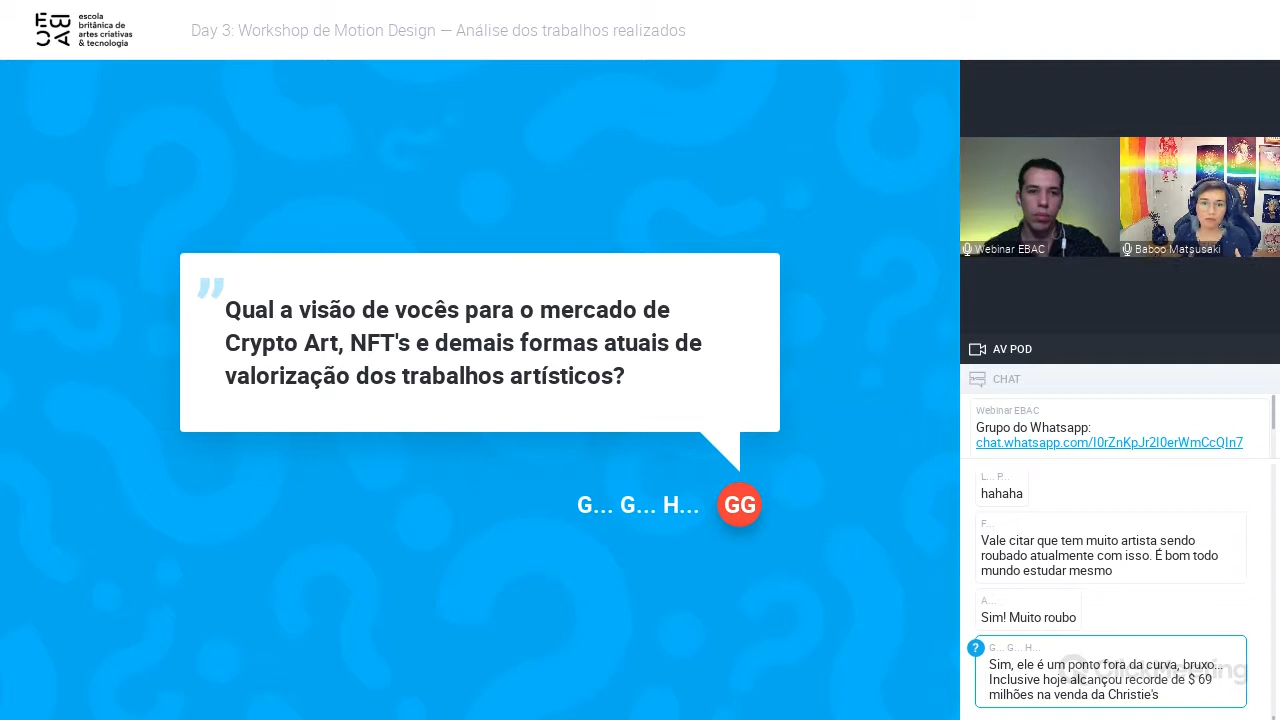 escola
britânica de
artes criativas
& tecnologia
EBAC
Day 3: Workshop de Motion Design — Análise dos trabalhos realizados
Qual a visão de vocês para o mercado de
Crypto Art, NFT's e demais formas atuais de
valorização dos trabalhos artísticos?
G... G... H...
GG
Webinar EBAC
Baboo Matsusaki
AV POD
CHAT
Webinar EBAC
Grupo do Whatsapp:
chat.whatsapp.com/I0rZnKpJr2I0erWmCcQIn7
L... P...
hahaha
F...
Vale citar que tem muito artista sendo
roubado atualmente com isso. É bom todo
mundo estudar mesmo
A...
Sim! Muito roubo
?
G... G... H...
Sim, ele é um ponto fora da curva, bruxo...
Inclusive hoje alcançou recorde de $ 69
milhões na venda da Christie's
ClickMeeting